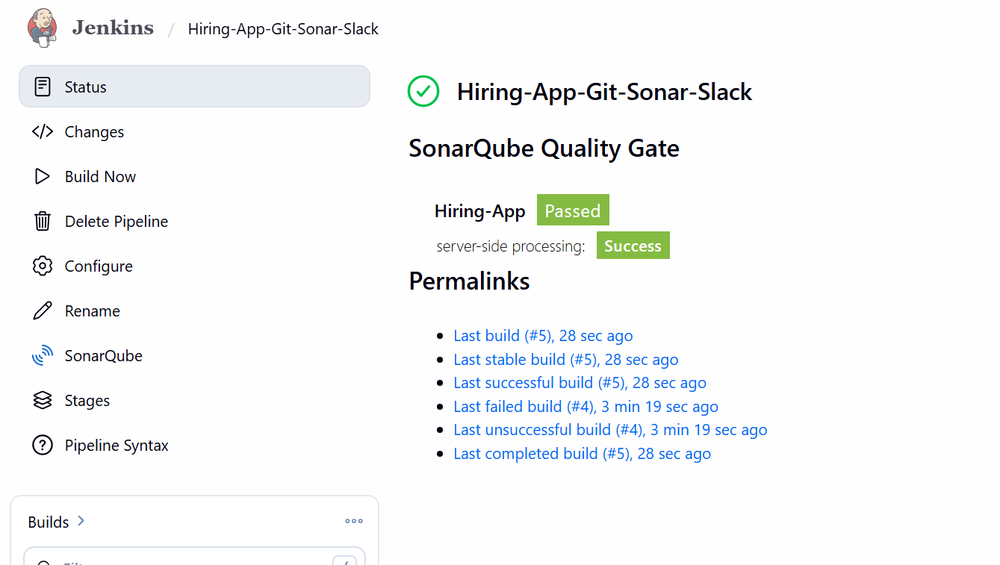 Jenkins / Hiring-App-Git-Sonar-Slack
Status
Changes
Build Now
Delete Pipeline
Configure
Rename
SonarQube
Stages
Pipeline Syntax
Builds
Hiring-App-Git-Sonar-Slack
SonarQube Quality Gate
Hiring-App Passed
server-side processing: Success
Permalinks
Last build (#5), 28 sec ago
Last stable build (#5), 28 sec ago
Last successful build (#5), 28 sec ago
Last failed build (#4), 3 min 19 sec ago
Last unsuccessful build (#4), 3 min 19 sec ago
Last completed build (#5), 28 sec ago